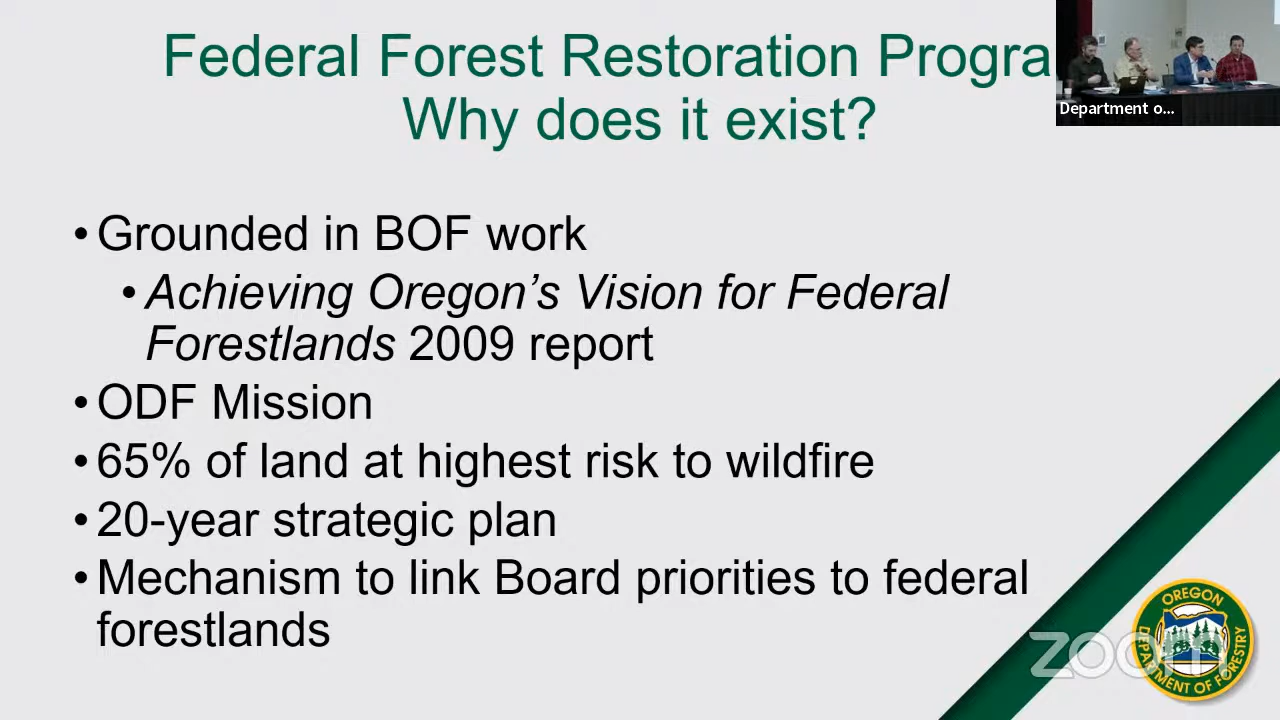 Federal Forest Restoration Progra
Why does it exist?
Department o...
• Grounded in BOF work
• Achieving Oregon's Vision for Federal
Forestlands 2009 report
• ODF Mission
• 65% of land at highest risk to wildfire
• 20-year strategic plan
• Mechanism to link Board priorities to federal
forestlands
OREGON
DEPARTMENT OF FORESTRY
zoom